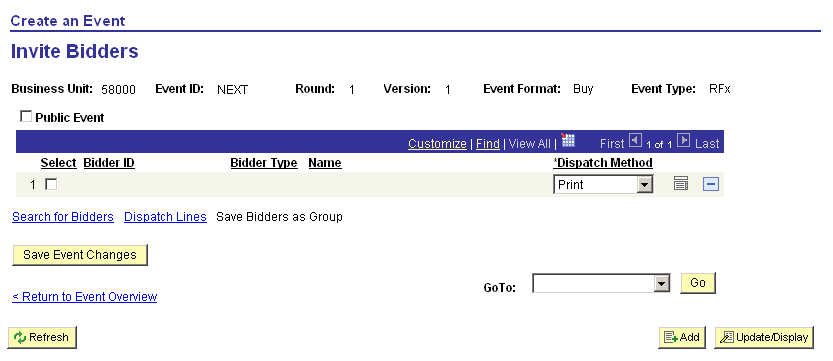 Create an Event
Invite Bidders
Business Unit: 58000 Event ID: NEXT Round: 1 Version: 1 Event Format: Buy Event Type: RFx
Public Event
Customize | Find | View All | First 1 of 1 Last
Select Bidder ID Bidder Type Name *Dispatch Method
1 Print
Search for Bidders Dispatch Lines Save Bidders as Group
Save Event Changes
GoTo: Go
< Return to Event Overview
Refresh Add Update/Display